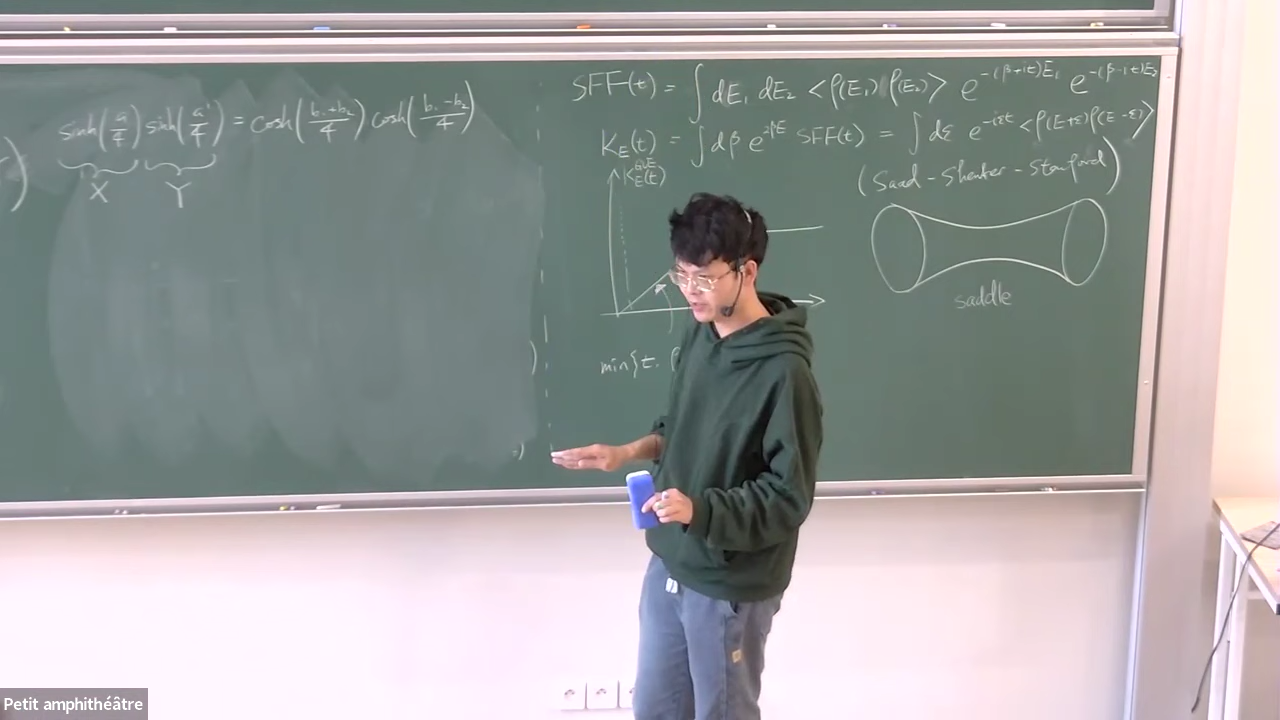 sinh(a/4) sinh(a'/4) = cosh((b₁+b₂)/4) cosh((b₁-b₂)/4)
X Y
SFF(t) = ∫dE₁ dE₂ <ρ(E₁) ρ(E₂)> e^{-(β+it)E₁} e^{-(β-it)E₂}
K_E(t) = ∫dβ e^{2βE} SFF(t) = ∫dε e^{-iεt} <ρ(E+ε)ρ(E-ε)>
K_E^{GUE}(t)
(Saad - Shenker - Stanford)
saddle
min{t,
Petit amphithéâtre